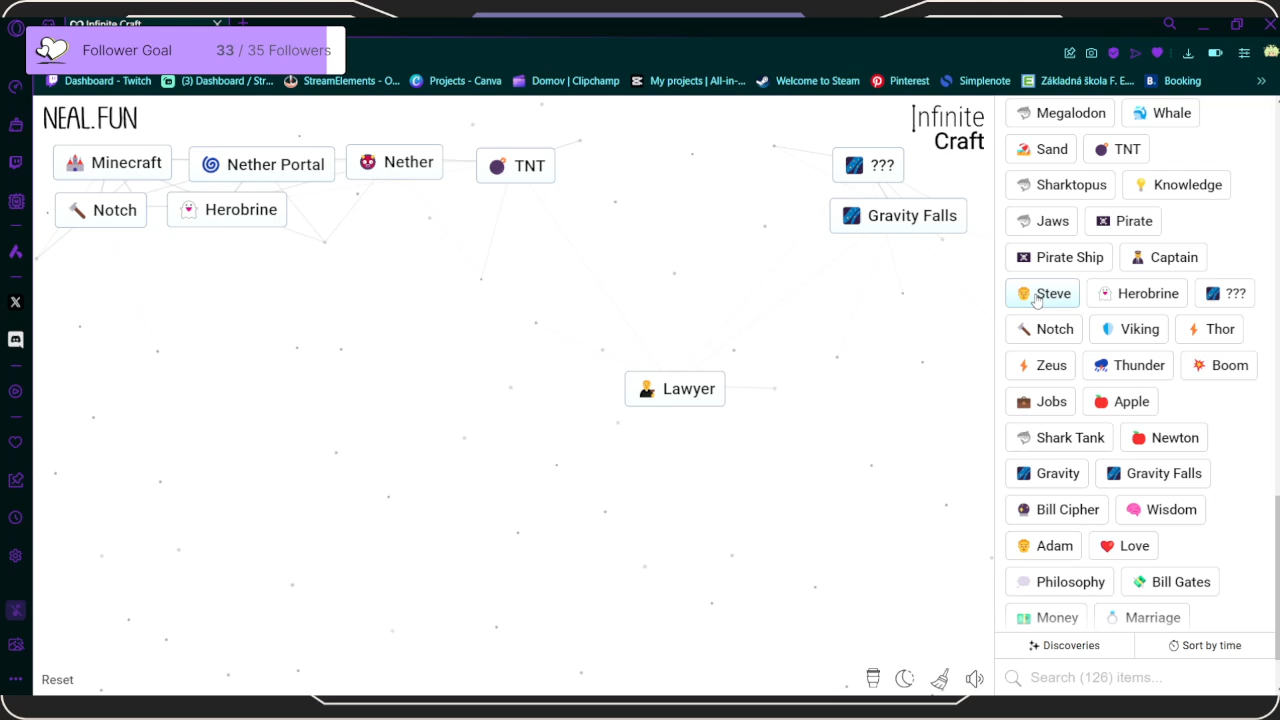 Infinite Craft
Follower Goal 33 / 35 Followers
Dashboard - Twitch
(3) Dashboard / Str...
StreamElements - O...
Projects - Canva
Domov | Clipchamp
My projects | All-in-...
Welcome to Steam
Pinterest
Simplenote
Základná škola F. E...
Booking
NEAL.FUN
Infinite
Craft
Minecraft
Nether Portal
Nether
TNT
???
Notch
Herobrine
Gravity Falls
Lawyer
Megalodon
Whale
Sand
TNT
Sharktopus
Knowledge
Jaws
Pirate
Pirate Ship
Captain
Steve
Herobrine
???
Notch
Viking
Thor
Zeus
Thunder
Boom
Jobs
Apple
Shark Tank
Newton
Gravity
Gravity Falls
Bill Cipher
Wisdom
Adam
Love
Philosophy
Bill Gates
Money
Marriage
Discoveries
Sort by time
Search (126) items...
Reset